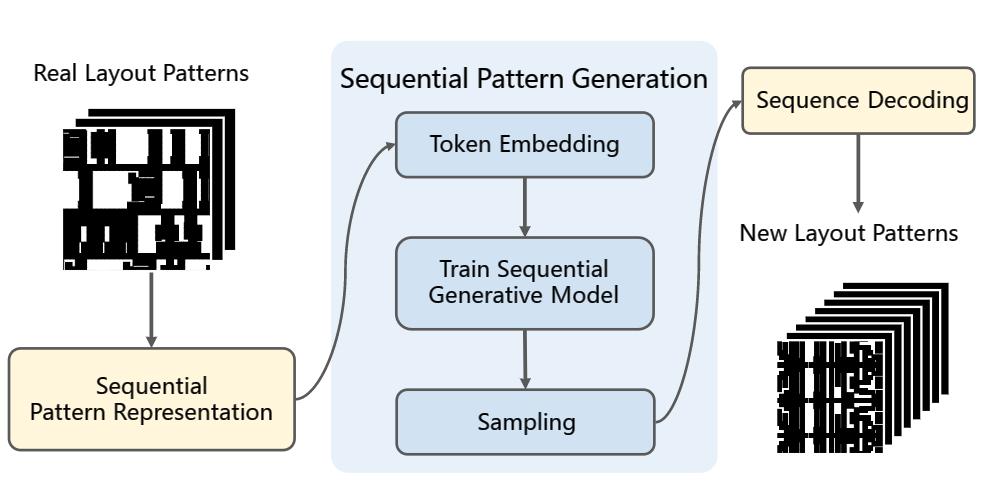 Real Layout Patterns
Sequential
Pattern Representation
Sequential Pattern Generation
Token Embedding
Train Sequential
Generative Model
Sampling
Sequence Decoding
New Layout Patterns